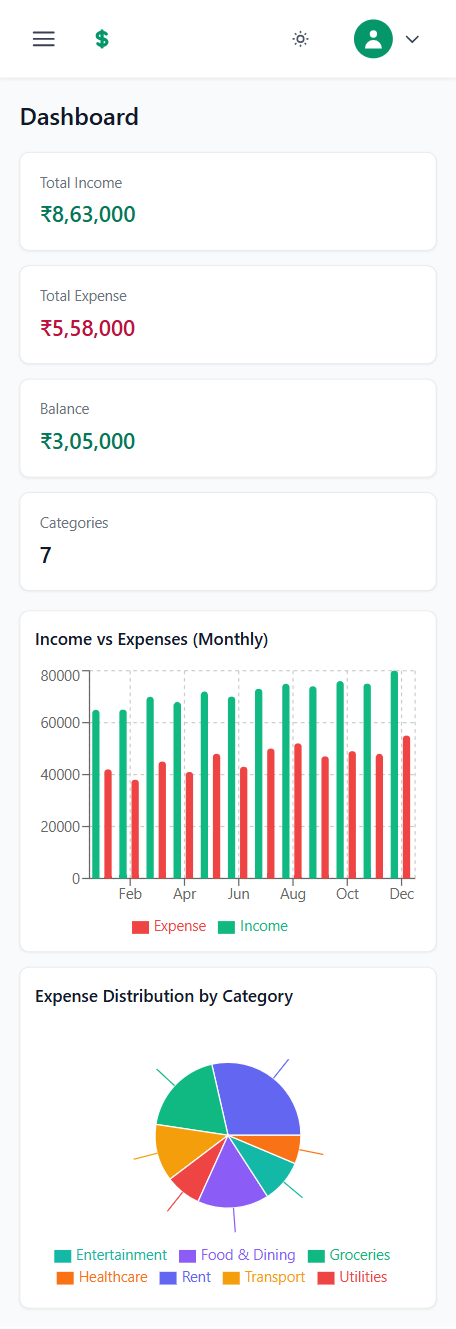 $
Dashboard
Total Income
₹8,63,000
Total Expense
₹5,58,000
Balance
₹3,05,000
Categories
7
Income vs Expenses (Monthly)
80000
60000
40000
20000
0
Feb Apr Jun Aug Oct Dec
Expense Income
Expense Distribution by Category
Entertainment Food & Dining Groceries
Healthcare Rent Transport Utilities